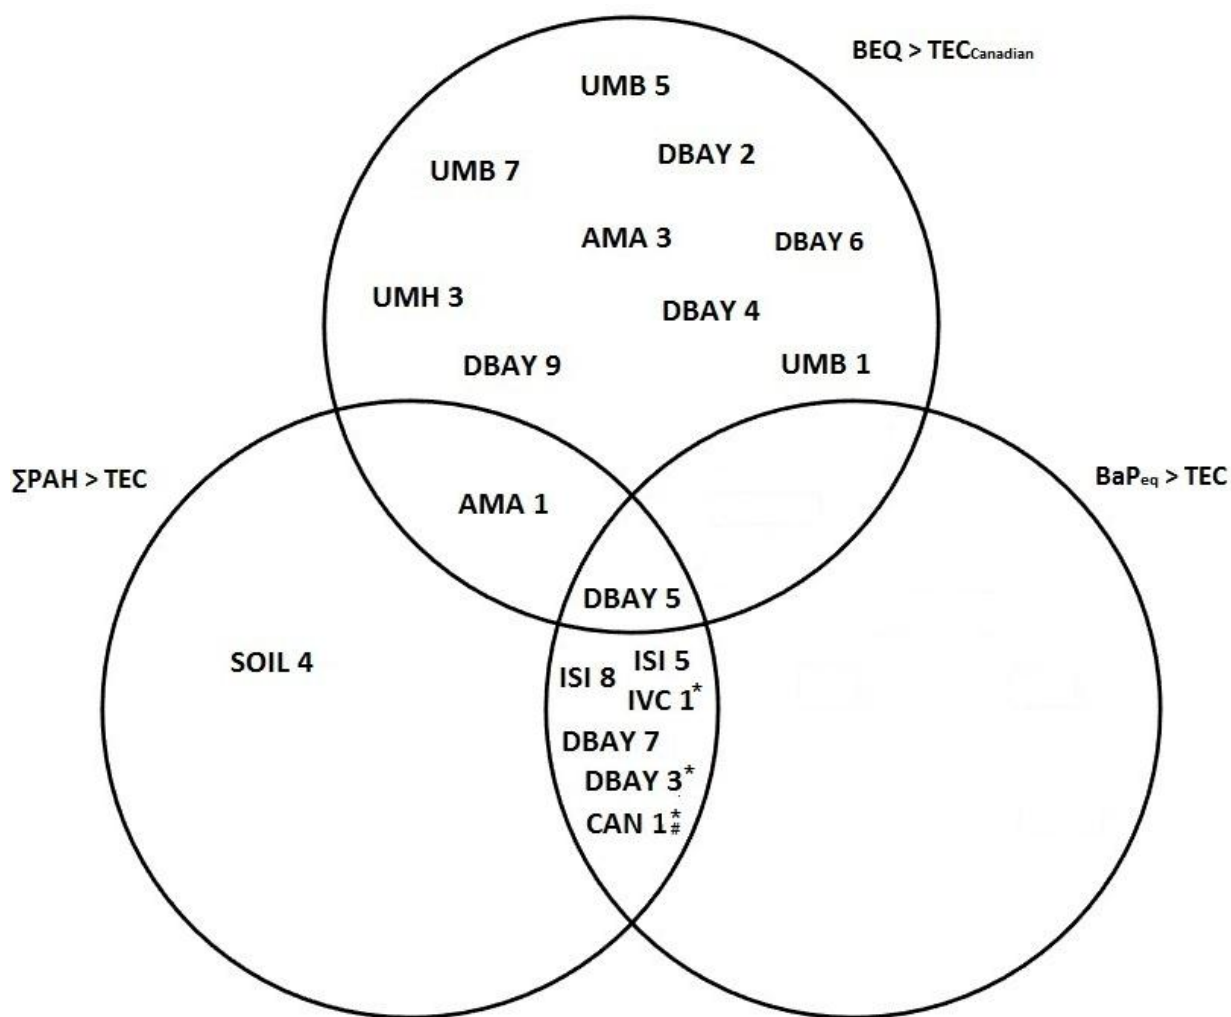 BEQ > TECCanadian
UMB 5
DBAY 2
UMB 7
AMA 3
DBAY 6
UMH 3
DBAY 4
DBAY 9
UMB 1
∑PAH > TEC
BaPeq > TEC
AMA 1
DBAY 5
SOIL 4
ISI 5
ISI 8
IVC 1*
DBAY 7
DBAY 3*
CAN 1*#